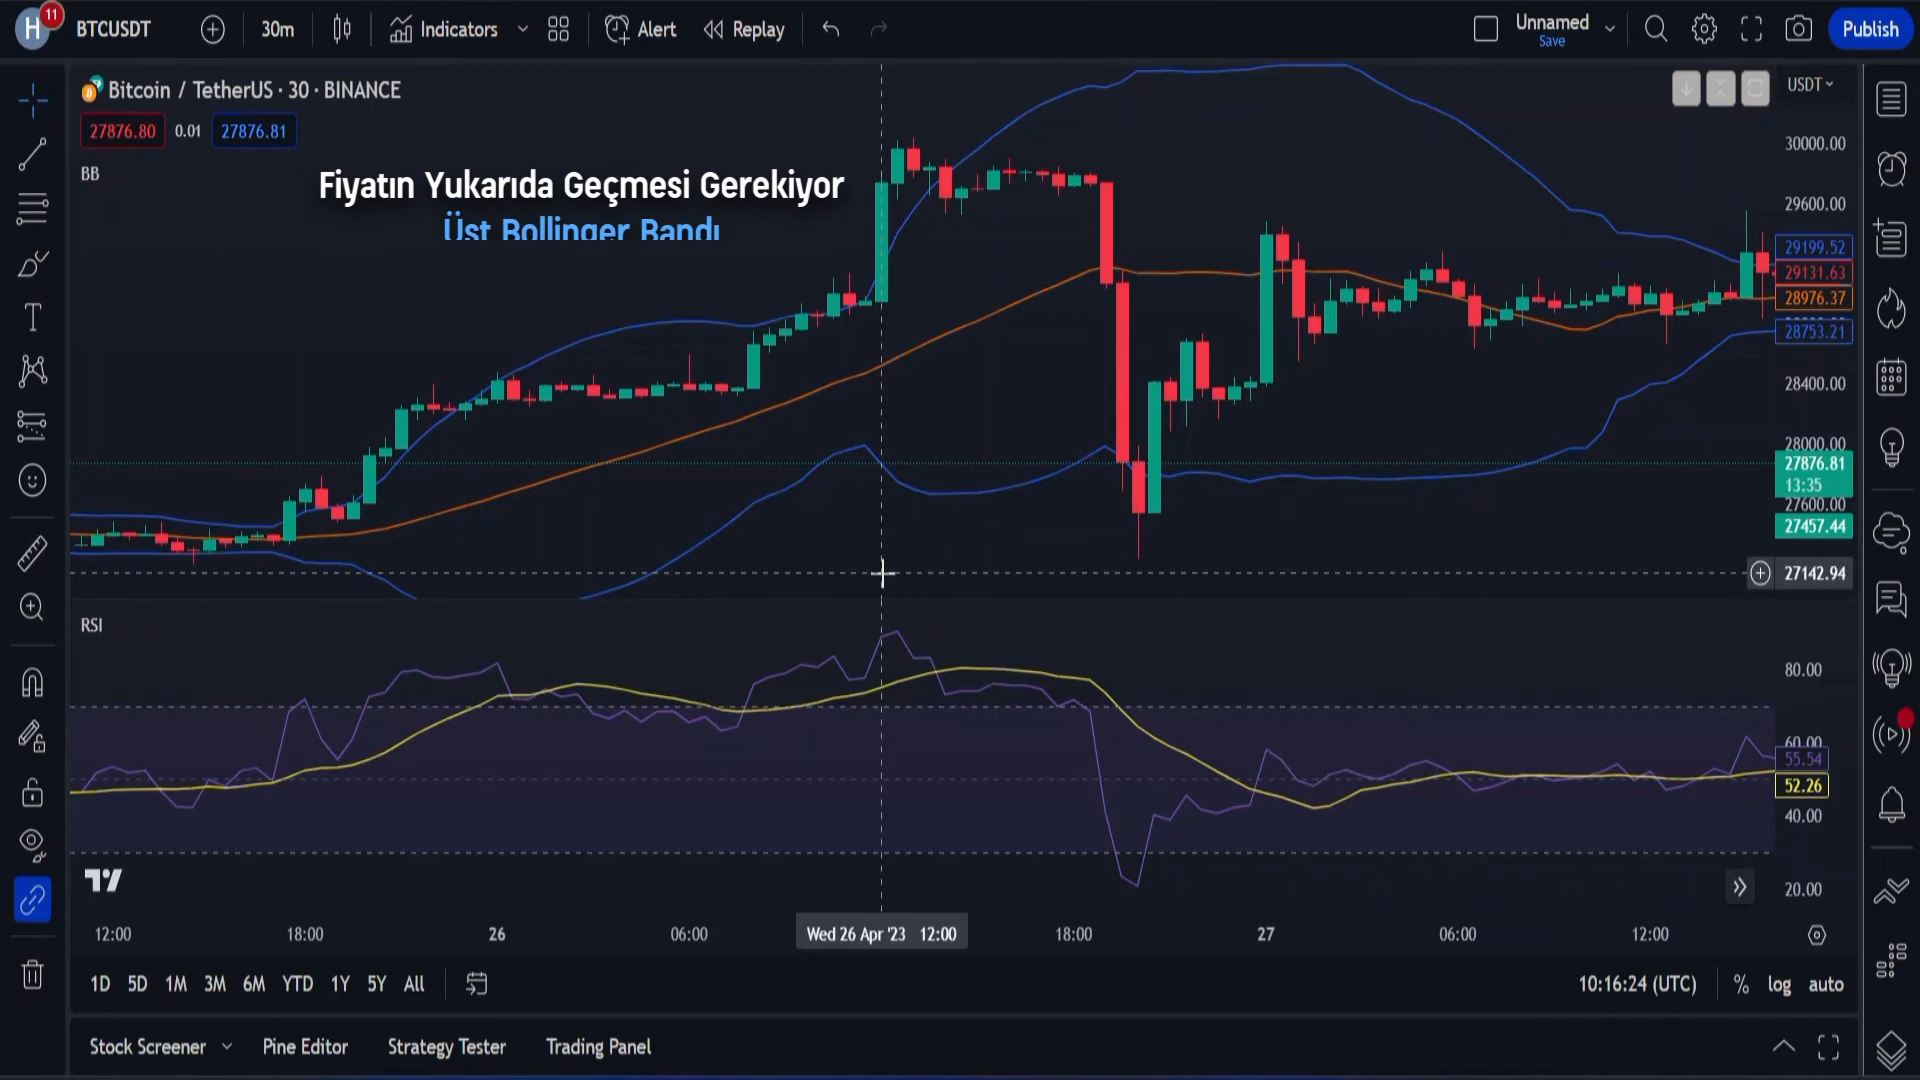 H
11
BTCUSDT
30m
Indicators
Alert
Replay
Unnamed
Save
Publish
Bitcoin / TetherUS · 30 · BINANCE
27876.80
0.01
27876.81
BB
Fiyatın Yukarıda Geçmesi Gerekiyor
Üst Bollinger Bandı
USDT
30000.00
29600.00
29199.52
29131.63
28976.37
28753.21
28400.00
28000.00
27876.81
13:35
27600.00
27457.44
27142.94
RSI
80.00
60.00
55.54
52.26
40.00
20.00
12:00
18:00
26
06:00
Wed 26 Apr '23 12:00
18:00
27
06:00
12:00
1D
5D
1M
3M
6M
YTD
1Y
5Y
All
10:16:24 (UTC)
%
log
auto
Stock Screener
Pine Editor
Strategy Tester
Trading Panel